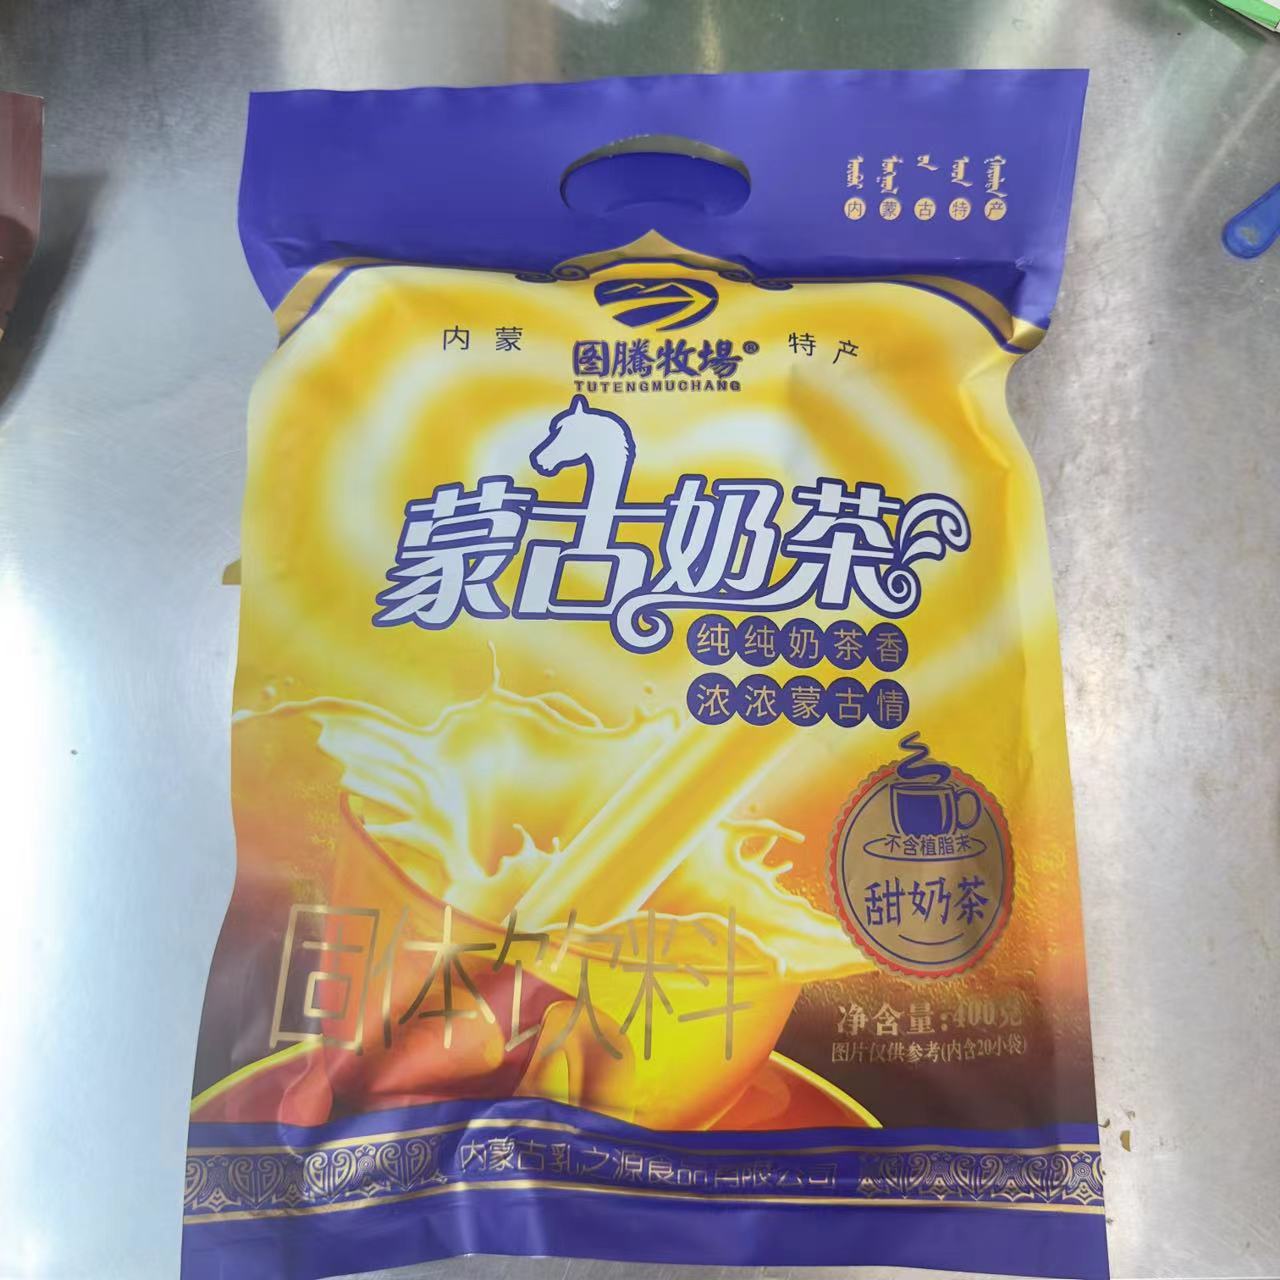 内蒙古特产
内蒙
特产
图腾牧場®
TUTENGMUCHANG
蒙古奶茶
纯纯奶茶香
浓浓蒙古情
不含植脂末
甜奶茶
固体饮料
净含量:400克
图片仅供参考(内含20小袋)
内蒙古乳之源食品有限公司